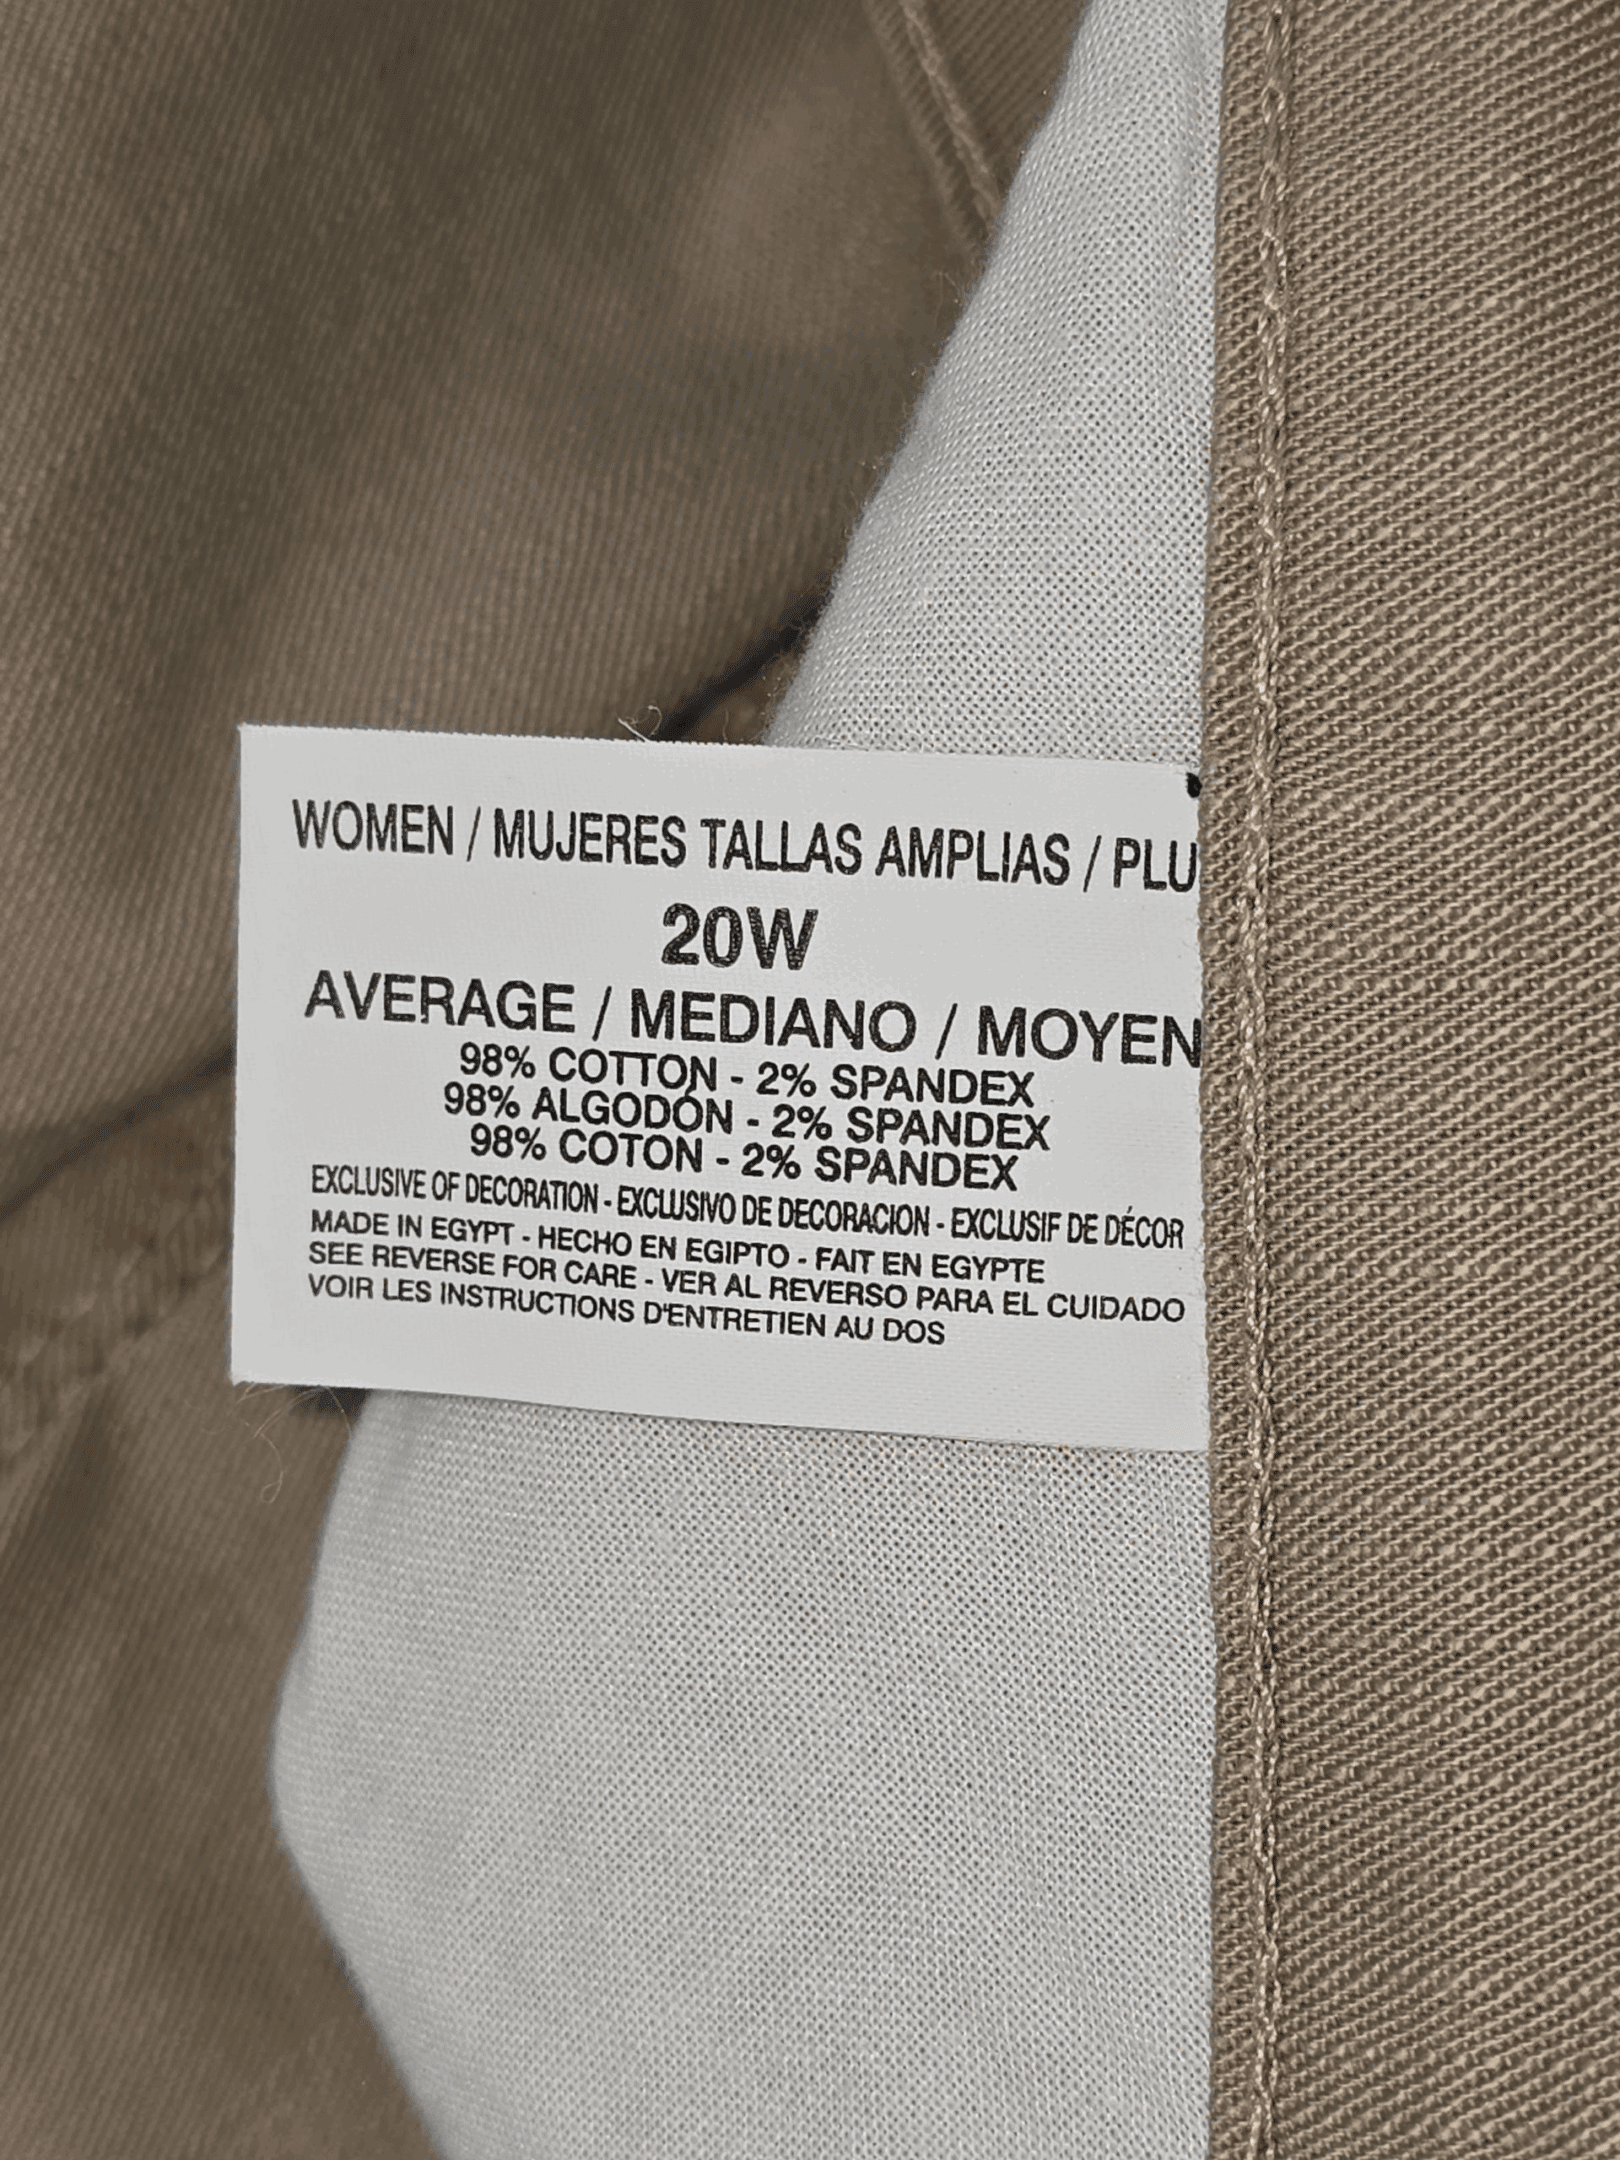 WOMEN / MUJERES TALLAS AMPLIAS / PLU
20W
AVERAGE / MEDIANO / MOYEN
98% COTTON - 2% SPANDEX
98% ALGODÓN - 2% SPANDEX
98% COTON - 2% SPANDEX
EXCLUSIVE OF DECORATION - EXCLUSIVO DE DECORACION - EXCLUSIF DE DÉCOR
MADE IN EGYPT - HECHO EN EGIPTO - FAIT EN EGYPTE
SEE REVERSE FOR CARE - VER AL REVERSO PARA EL CUIDADO
VOIR LES INSTRUCTIONS D'ENTRETIEN AU DOS